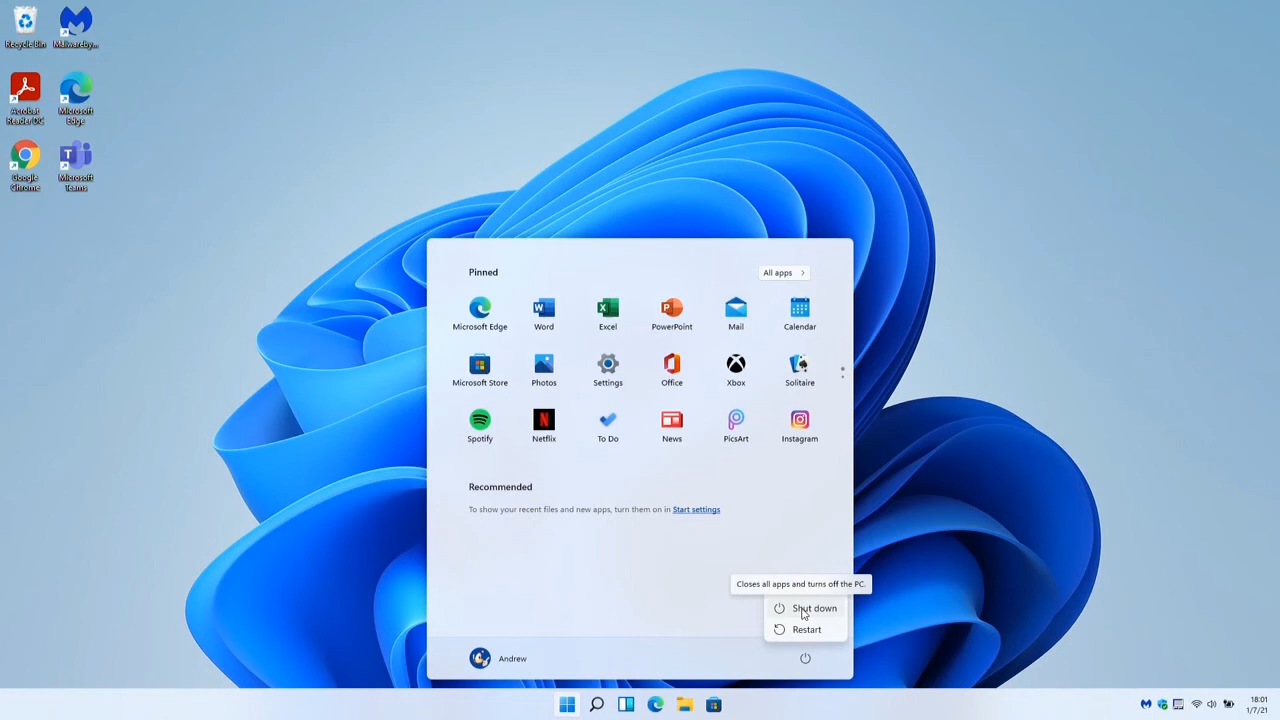 Recycle Bin
Malwareby...
Acrobat
Reader DC
Microsoft
Edge
Google
Chrome
Microsoft
Teams
Pinned
All apps
Microsoft Edge
Word
Excel
PowerPoint
Mail
Calendar
Microsoft Store
Photos
Settings
Office
Xbox
Solitaire
Spotify
Netflix
To Do
News
PicsArt
Instagram
Recommended
To show your recent files and new apps, turn them on in Start settings
Closes all apps and turns off the PC.
Shut down
Restart
Andrew
18:01
1/7/21